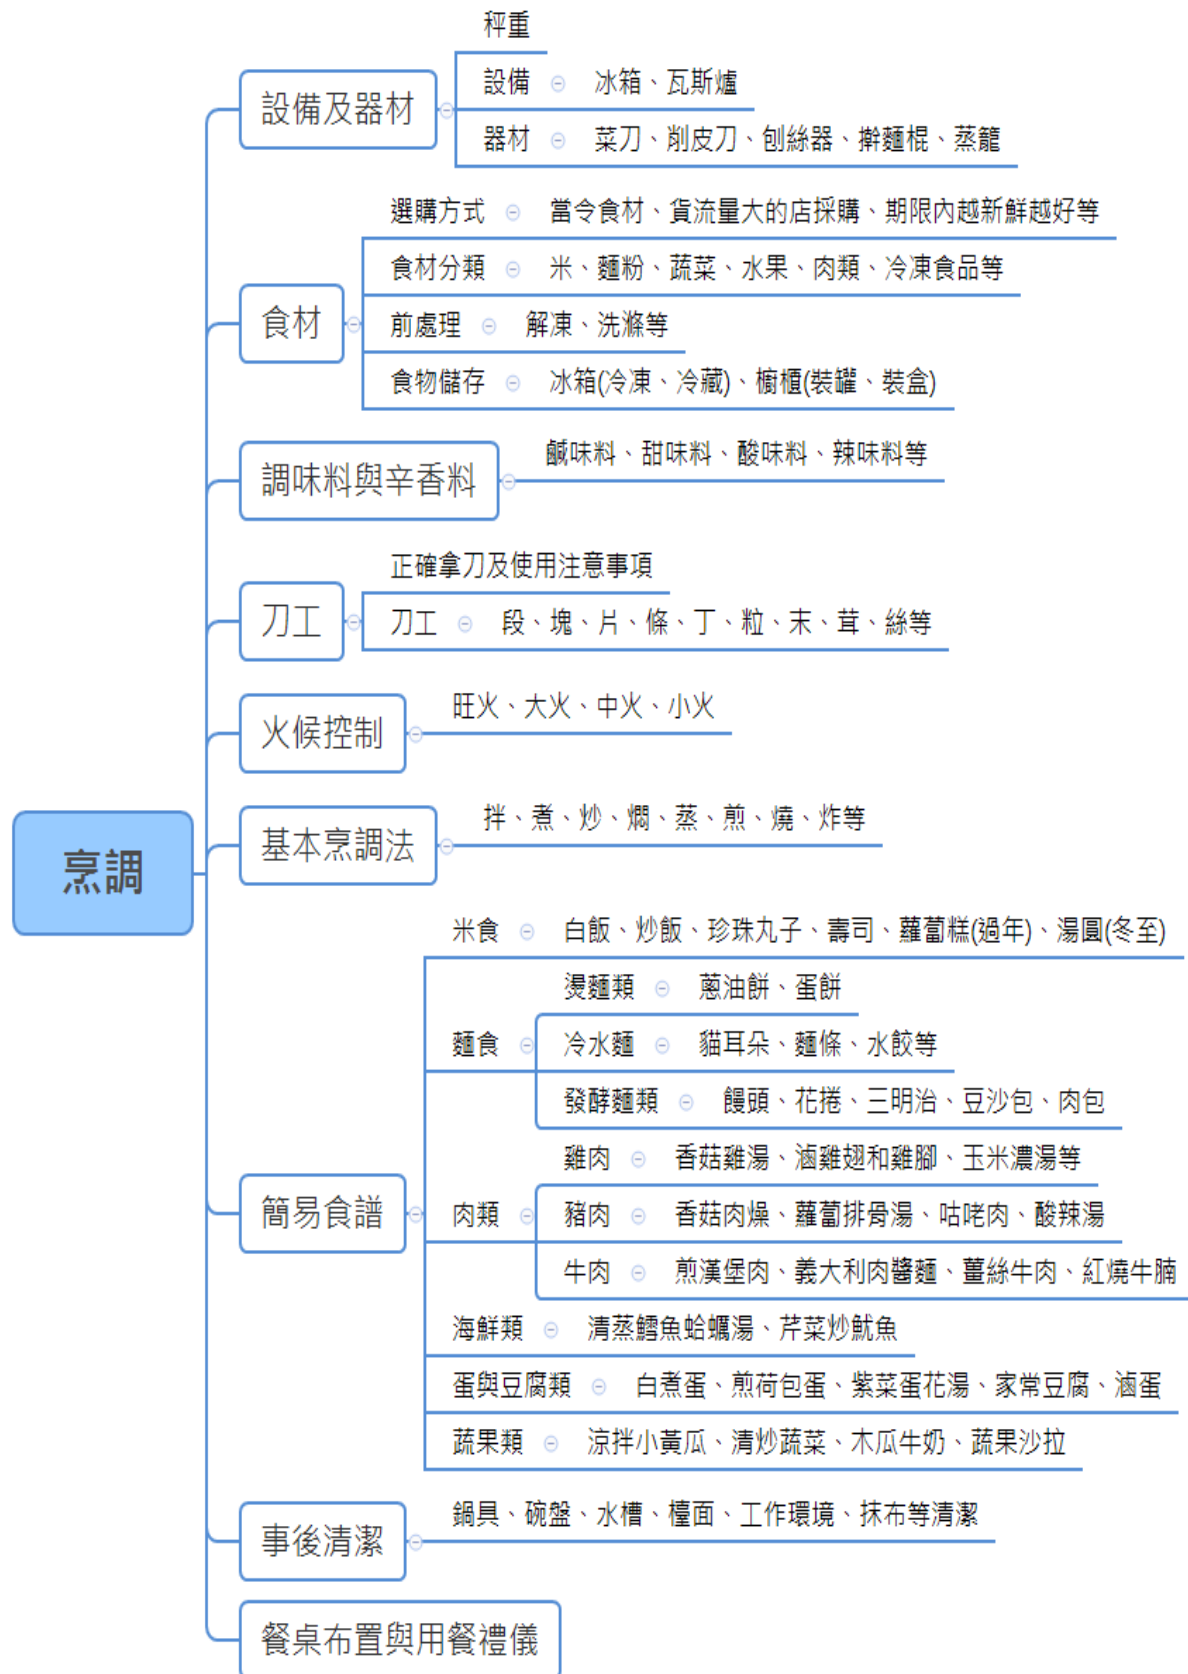 烹調
設備及器材
秤重
設備 冰箱、瓦斯爐
器材 菜刀、削皮刀、刨絲器、擀麵棍、蒸籠
食材
選購方式 當令食材、貨流量大的店採購、期限內越新鮮越好等
食材分類 米、麵粉、蔬菜、水果、肉類、冷凍食品等
前處理 解凍、洗滌等
食物儲存 冰箱(冷凍、冷藏)、櫥櫃(裝罐、裝盒)
調味料與辛香料
鹹味料、甜味料、酸味料、辣味料等
刀工
正確拿刀及使用注意事項
刀工 段、塊、片、條、丁、粒、末、茸、絲等
火候控制
旺火、大火、中火、小火
基本烹調法
拌、煮、炒、燜、蒸、煎、燒、炸等
簡易食譜
米食 白飯、炒飯、珍珠丸子、壽司、蘿蔔糕(過年)、湯圓(冬至)
麵食
燙麵類 蔥油餅、蛋餅
冷水麵 貓耳朵、麵條、水餃等
發酵麵類 饅頭、花捲、三明治、豆沙包、肉包
肉類
雞肉 香菇雞湯、滷雞翅和雞腳、玉米濃湯等
豬肉 香菇肉燥、蘿蔔排骨湯、咕咾肉、酸辣湯
牛肉 煎漢堡肉、義大利肉醬麵、薑絲牛肉、紅燒牛腩
海鮮類 清蒸鱈魚蛤蠣湯、芹菜炒魷魚
蛋與豆腐類 白煮蛋、煎荷包蛋、紫菜蛋花湯、家常豆腐、滷蛋
蔬果類 涼拌小黃瓜、清炒蔬菜、木瓜牛奶、蔬果沙拉
事後清潔
鍋具、碗盤、水槽、檯面、工作環境、抹布等清潔
餐桌布置與用餐禮儀